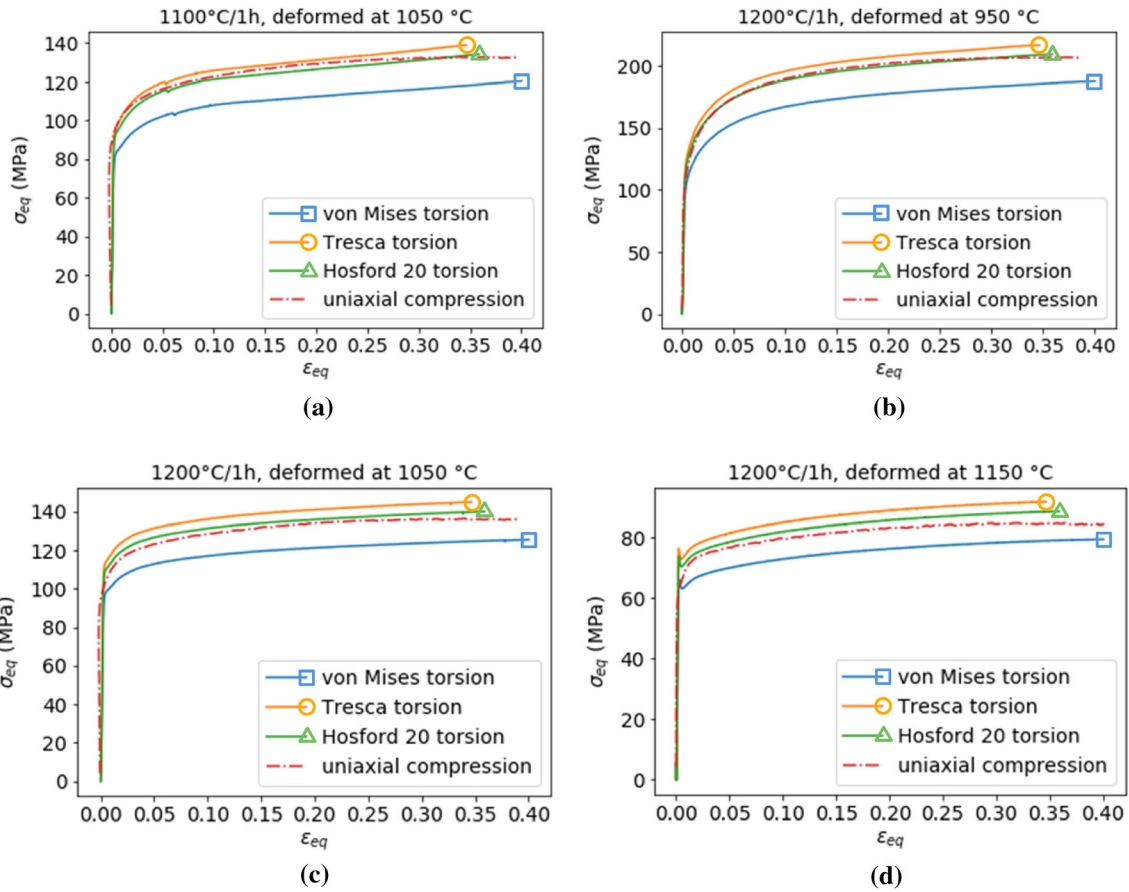 1100°C/1h, deformed at 1050 °C
140
120
100
80
60
40
20
0
σeq (MPa)
von Mises torsion
Tresca torsion
Hosford 20 torsion
uniaxial compression
0.00 0.05 0.10 0.15 0.20 0.25 0.30 0.35 0.40
εeq
(a)
1200°C/1h, deformed at 950 °C
200
150
100
50
0
σeq (MPa)
von Mises torsion
Tresca torsion
Hosford 20 torsion
uniaxial compression
0.00 0.05 0.10 0.15 0.20 0.25 0.30 0.35 0.40
εeq
(b)
1200°C/1h, deformed at 1050 °C
140
120
100
80
60
40
20
0
σeq (MPa)
von Mises torsion
Tresca torsion
Hosford 20 torsion
uniaxial compression
0.00 0.05 0.10 0.15 0.20 0.25 0.30 0.35 0.40
εeq
(c)
1200°C/1h, deformed at 1150 °C
80
60
40
20
0
σeq (MPa)
von Mises torsion
Tresca torsion
Hosford 20 torsion
uniaxial compression
0.00 0.05 0.10 0.15 0.20 0.25 0.30 0.35 0.40
εeq
(d)